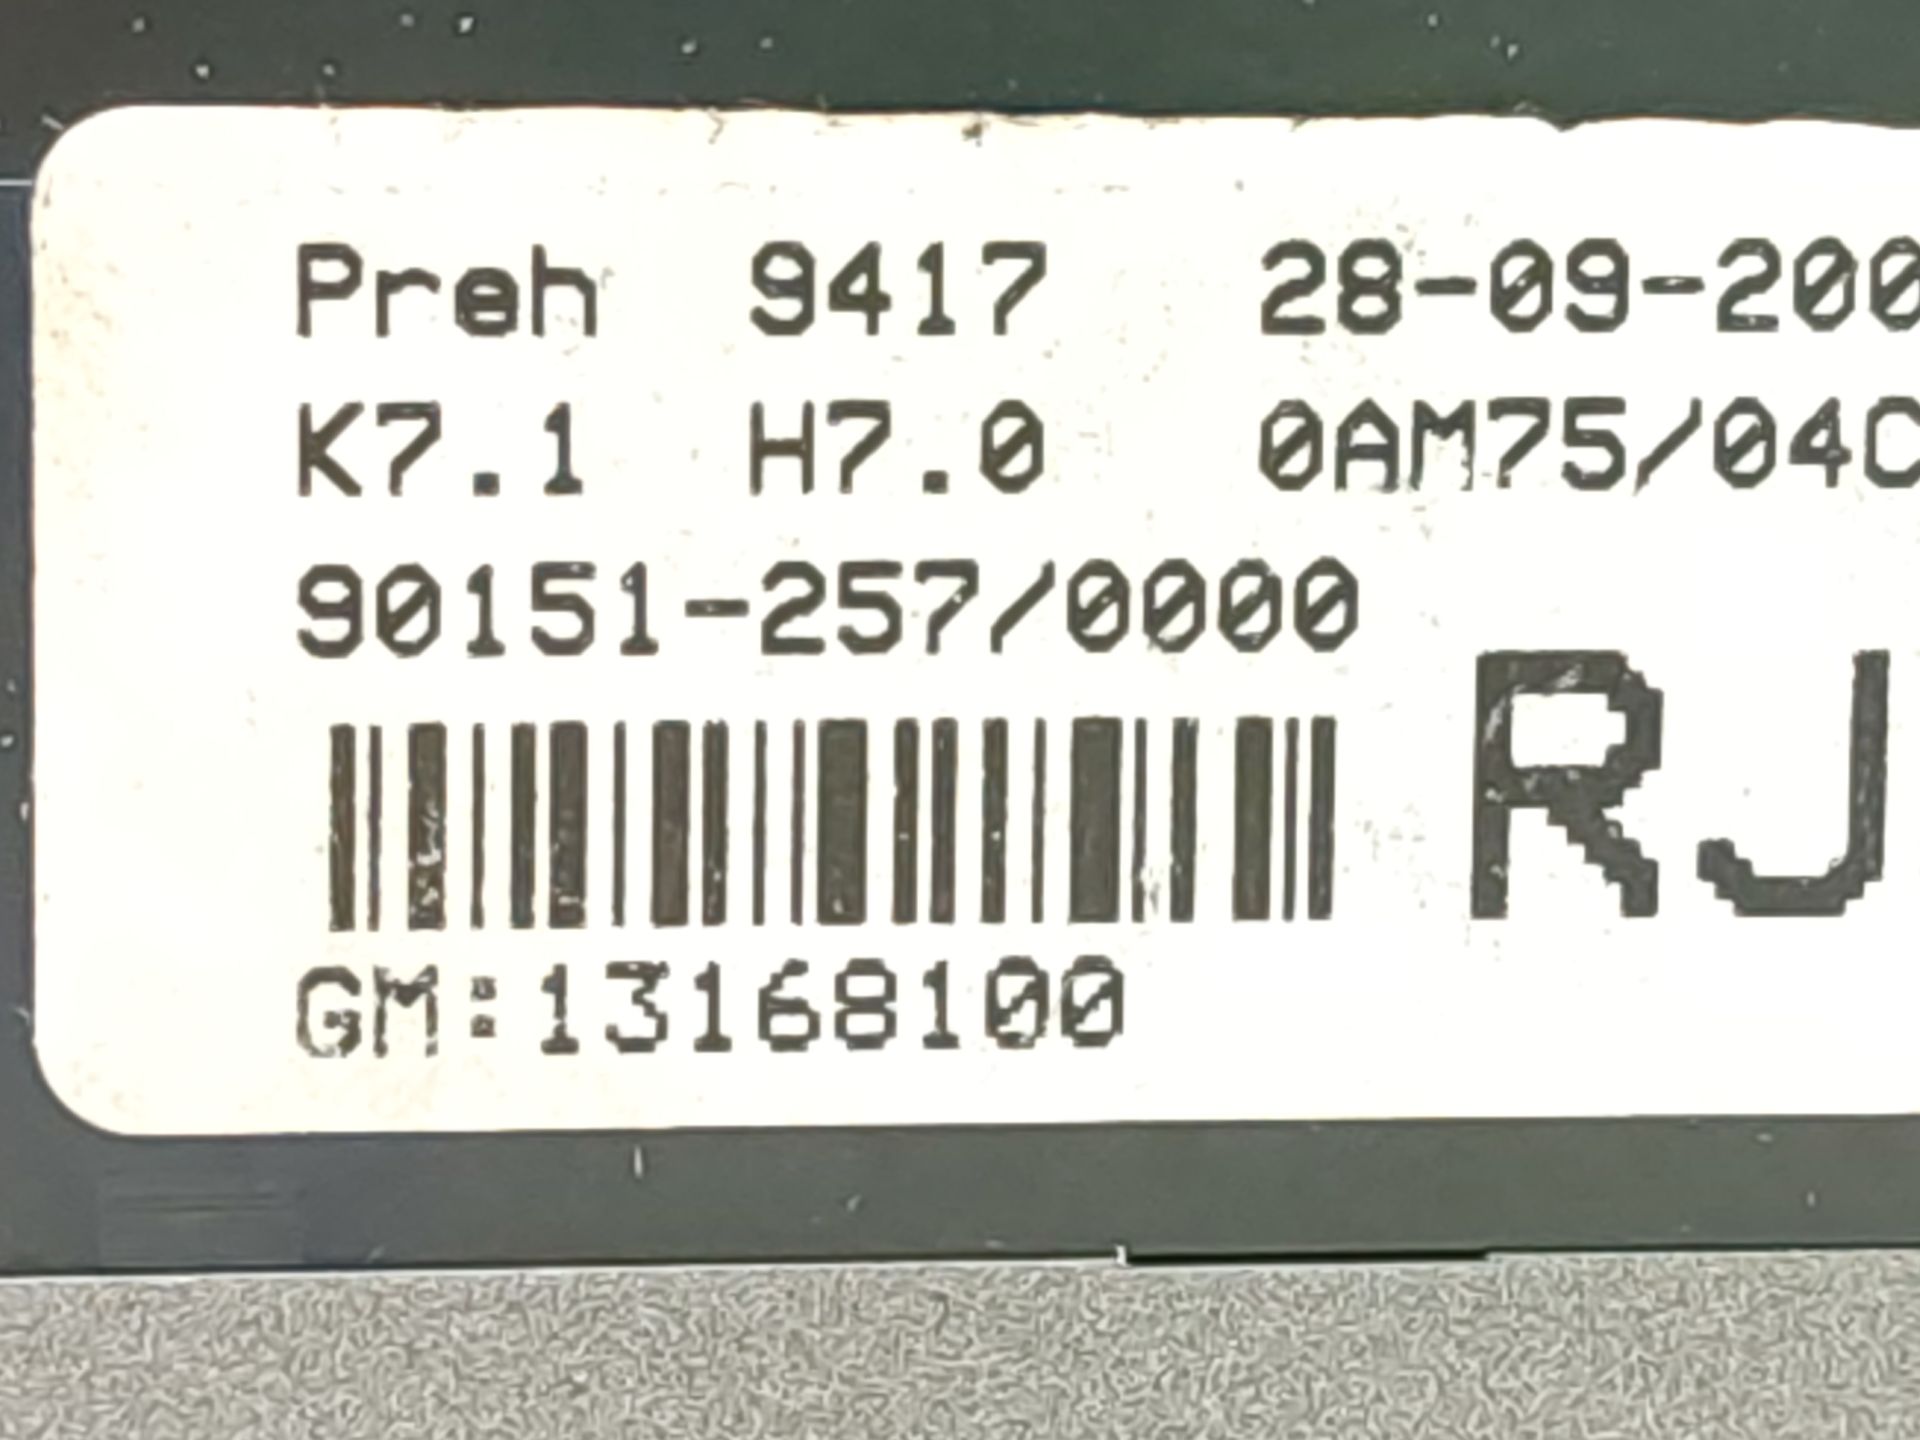 Preh 9417 28-09-200
K7.1 H7.0 0AM75/04C
90151-257/0000
RJ
GM:13168100